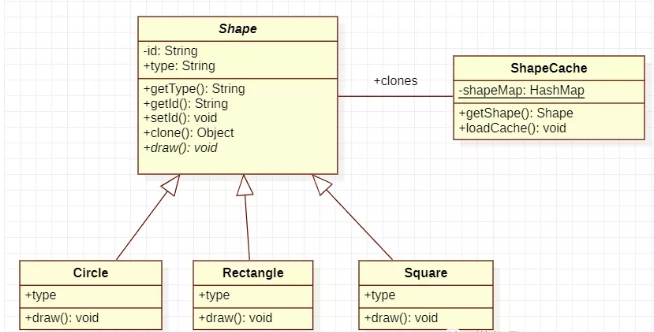 Shape
-id: String
+type: String
+getType(): String
+getId(): String
+setId(): void
+clone(): Object
+draw(): void
+clones
ShapeCache
-shapeMap: HashMap
+getShape(): Shape
+loadCache(): void
Circle
+type
+draw(): void
Rectangle
+type
+draw(): void
Square
+type
+draw(): void